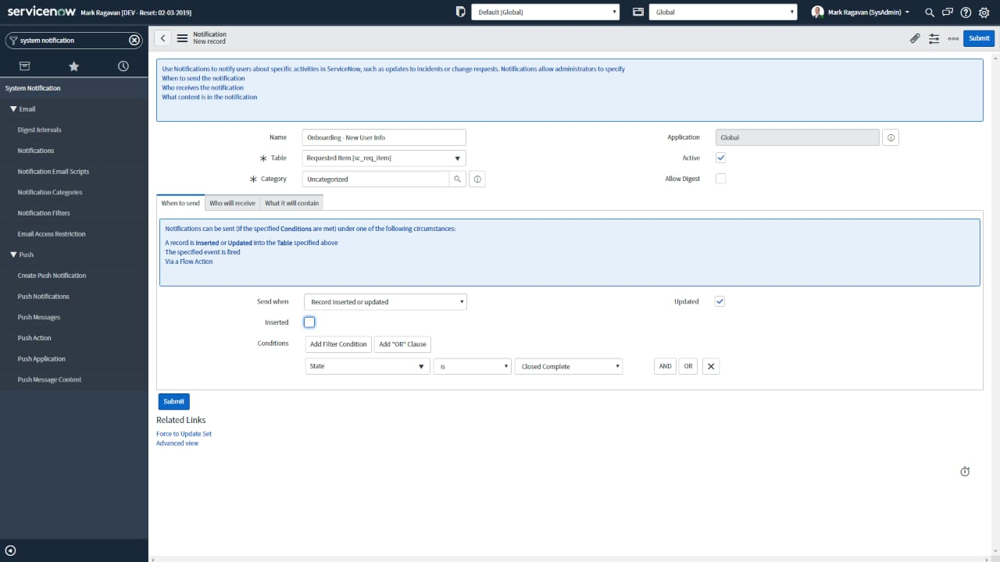 servicenow Mark Ragavan [DEV - Reset: 02-03-2019] Default [Global] Global Mark Ragavan (SysAdmin)
system notification
System Notification
Email
Digest Intervals
Notifications
Notification Email Scripts
Notification Categories
Notification Filters
Email Access Restriction
Push
Create Push Notification
Push Notifications
Push Messages
Push Action
Push Application
Push Message Content
Notification
New record
Submit
Use Notifications to notify users about specific activities in ServiceNow, such as updates to incidents or change requests. Notifications allow administrators to specify
When to send the notification
Who receives the notification
What content is in the notification
Name Onboarding - New User Info Application Global
Table Requested Item [sc_req_item] Active
Category Uncategorized Allow Digest
When to send Who will receive What it will contain
Notifications can be sent (if the specified Conditions are met) under one of the following circumstances:
A record is Inserted or Updated into the Table specified above
The specified event is fired
Via a Flow Action
Send when Record inserted or updated Updated
Inserted
Conditions Add Filter Condition Add "OR" Clause
State is Closed Complete AND OR
Submit
Related Links
Force to Update Set
Advanced view